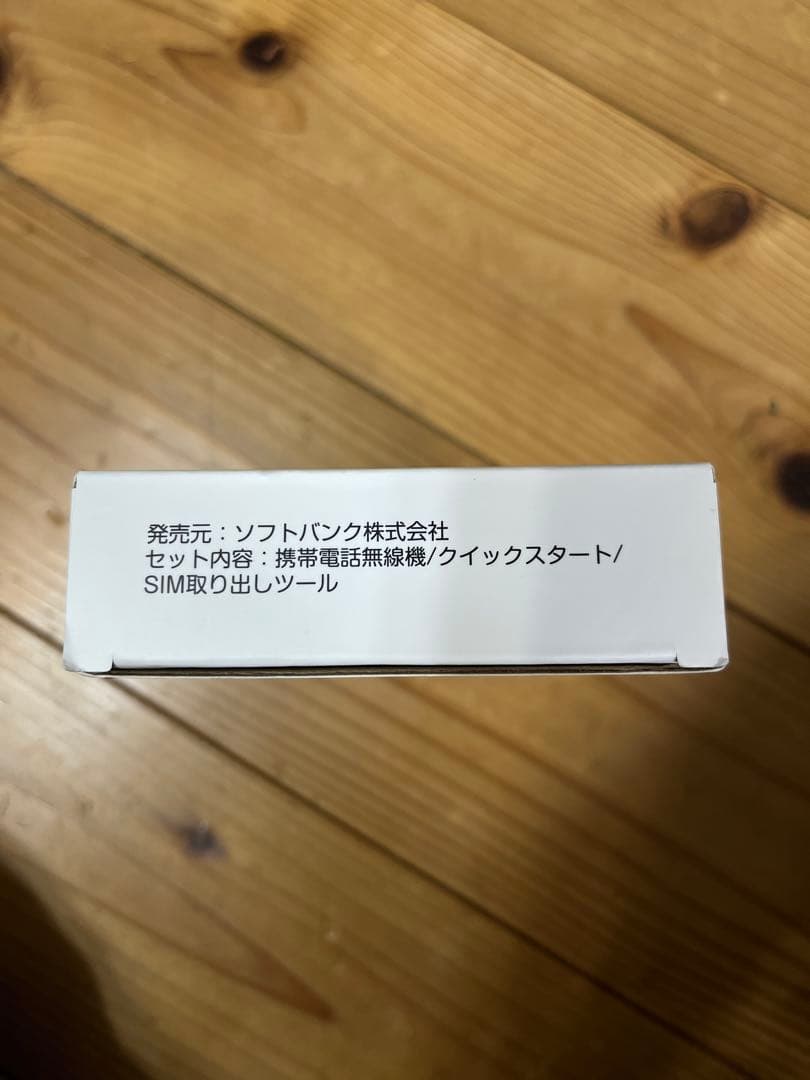 発売元：ソフトバンク株式会社
セット内容：携帯電話無線機/クイックスタート/
SIM取り出しツール